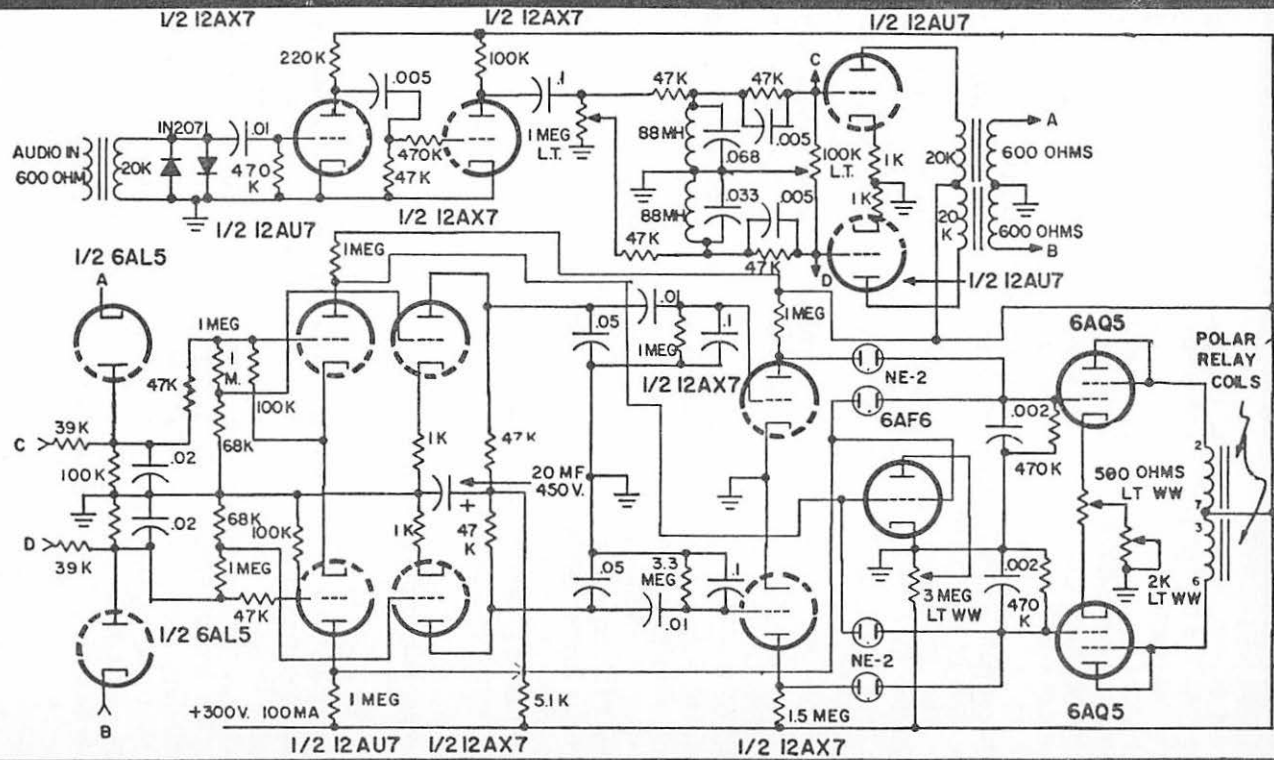 1/2 12AX7
1/2 12AX7
1/2 12AU7
220K
100K
.005
.1
47K
47K
C
1N2071
.01
AUDIO IN
600 OHM
20K
470
K
470K
47K
1 MEG
L.T.
88MH
.068
.005
100K
L.T.
1K
1K
20K
20
K
A
600 OHMS
600 OHMS
B
88MH
.033
.005
47K
47K
D
1/2 12AU7
1/2 12AU7
1/2 12AX7
1/2 6AL5
A
1 MEG
1 MEG
1
M.
47K
100K
68K
C
39K
100K
.02
.02
D
39K
68K
100K
1 MEG
47K
1/2 6AL5
B
1K
1K
47K
20 MF
450V.
+
47
K
.05
.01
1 MEG
.1
1/2 12AX7
1 MEG
.05
3.3
MEG
.01
.1
NE-2
6AF6
NE-2
3 MEG
LT WW
.002
470K
.002
470
K
6AQ5
500 OHMS
LT WW
2K
LT WW
6AQ5
POLAR
RELAY
COILS
2
7
3
6
1 MEG
5.1K
1.5 MEG
+300V. 100MA
1/2 12AU7
1/2 12AX7
1/2 12AX7